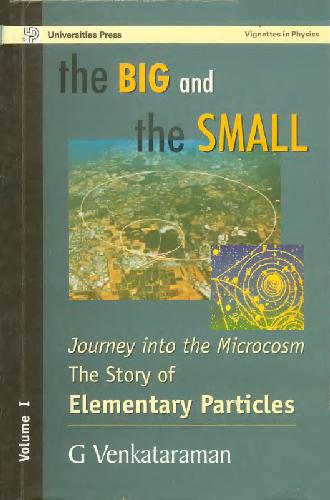 Universities Press
Vignettes in Physics
the BIG and
the SMALL
Journey into the Microcosm
The Story of
Elementary Particles
G Venkataraman
Volume I